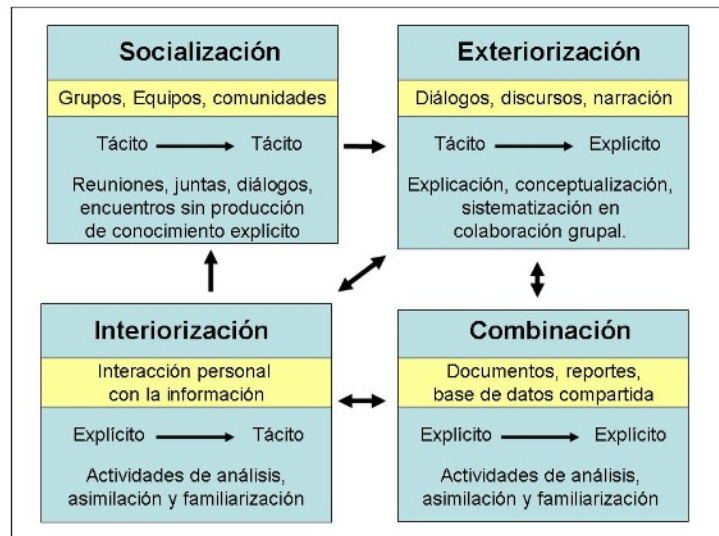 Socialización
Grupos, Equipos, comunidades
Tácito Tácito
Reuniones, juntas, diálogos,
encuentros sin producción
de conocimiento explícito
Exteriorización
Diálogos, discursos, narración
Tácito Explícito
Explicación, conceptualización,
sistematización en
colaboración grupal.
Interiorización
Interacción personal
con la información
Explícito Tácito
Actividades de análisis,
asimilación y familiarización
Combinación
Documentos, reportes,
base de datos compartida
Explícito Explícito
Actividades de análisis,
asimilación y familiarización